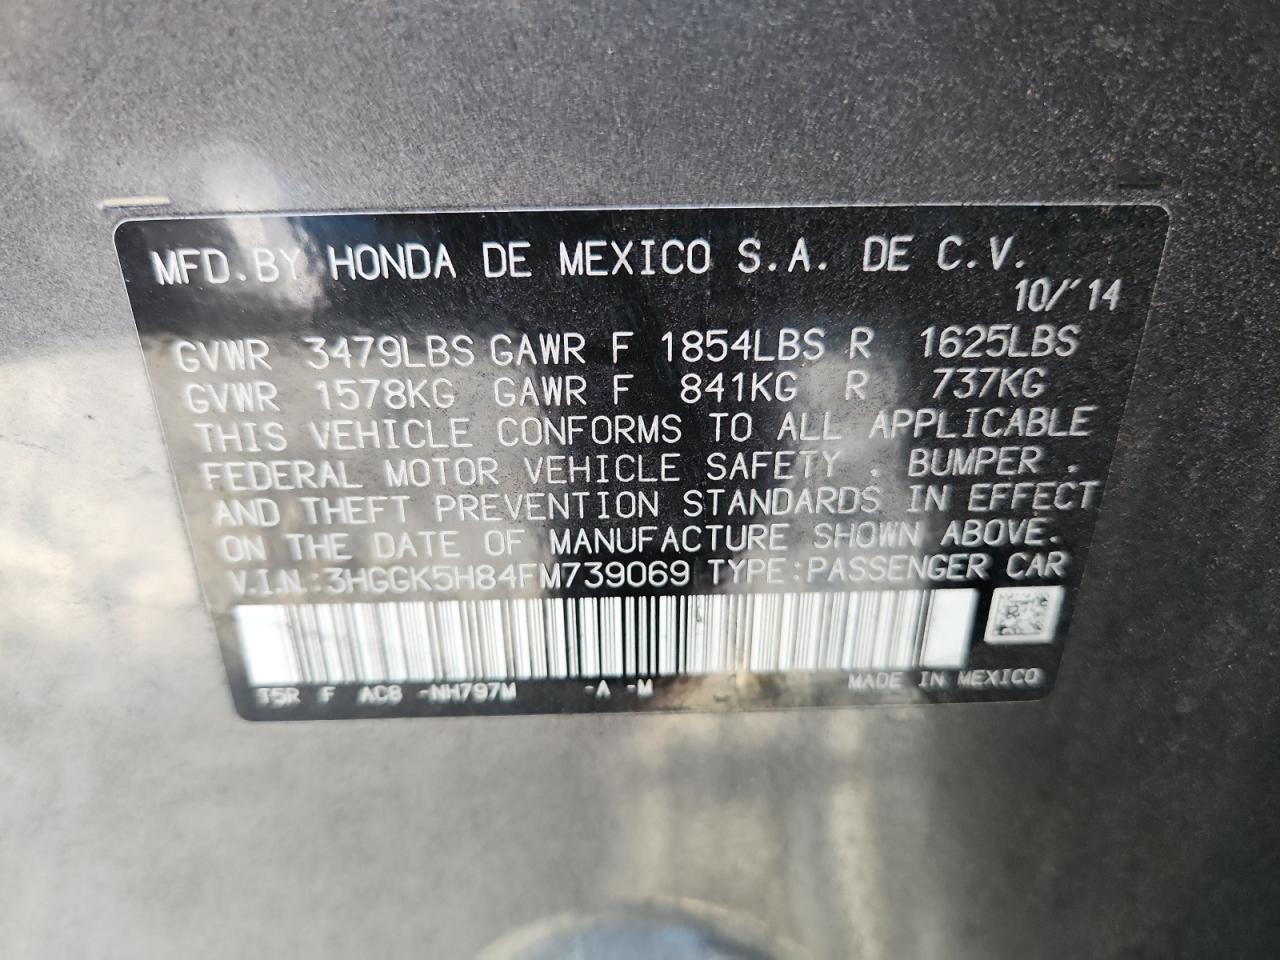 MFD.BY HONDA DE MEXICO S.A. DE C.V.
10/'14
GVWR 3479LBS GAWR F 1854LBS R 1625LBS
GVWR 1578KG GAWR F 841KG R 737KG
THIS VEHICLE CONFORMS TO ALL APPLICABLE
FEDERAL MOTOR VEHICLE SAFETY , BUMPER ,
AND THEFT PREVENTION STANDARDS IN EFFECT
ON THE DATE OF MANUFACTURE SHOWN ABOVE.
V.I.N.:3HGGK5H84FM739069 TYPE:PASSENGER CAR
T5R F AC8 -NH797M -A -M MADE IN MEXICO